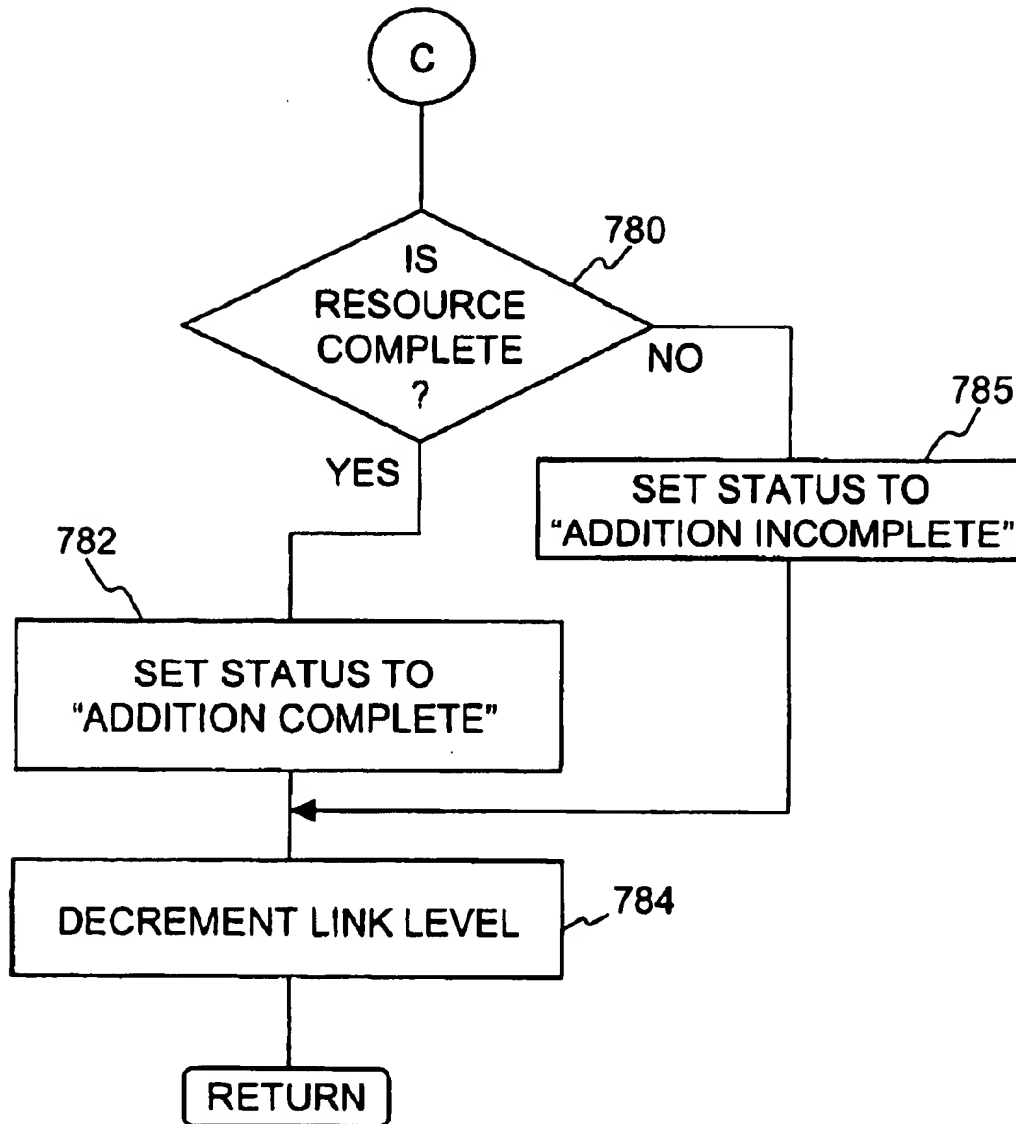 C
780
IS
RESOURCE
COMPLETE
?
NO
YES
785
SET STATUS TO
“ADDITION INCOMPLETE”
782
SET STATUS TO
“ADDITION COMPLETE”
DECREMENT LINK LEVEL
784
RETURN